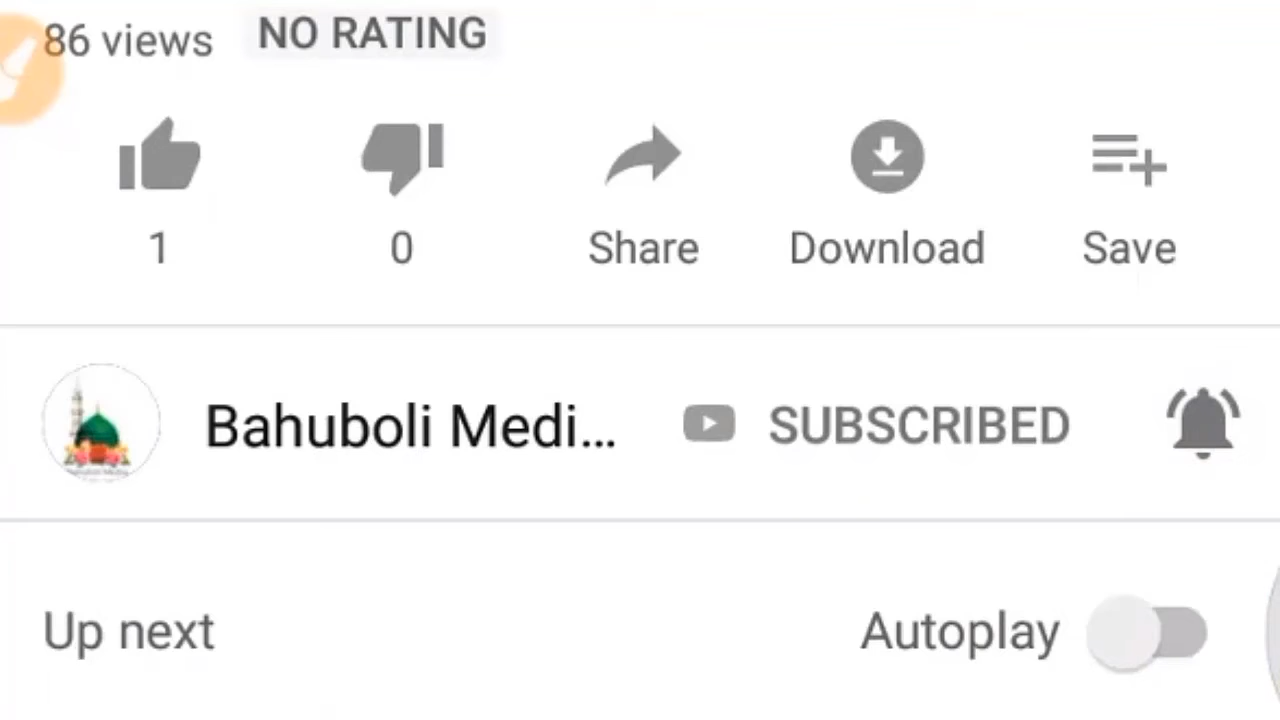 86 views NO RATING
1 0 Share Download Save
Bahuboli Medi... SUBSCRIBED
Up next Autoplay